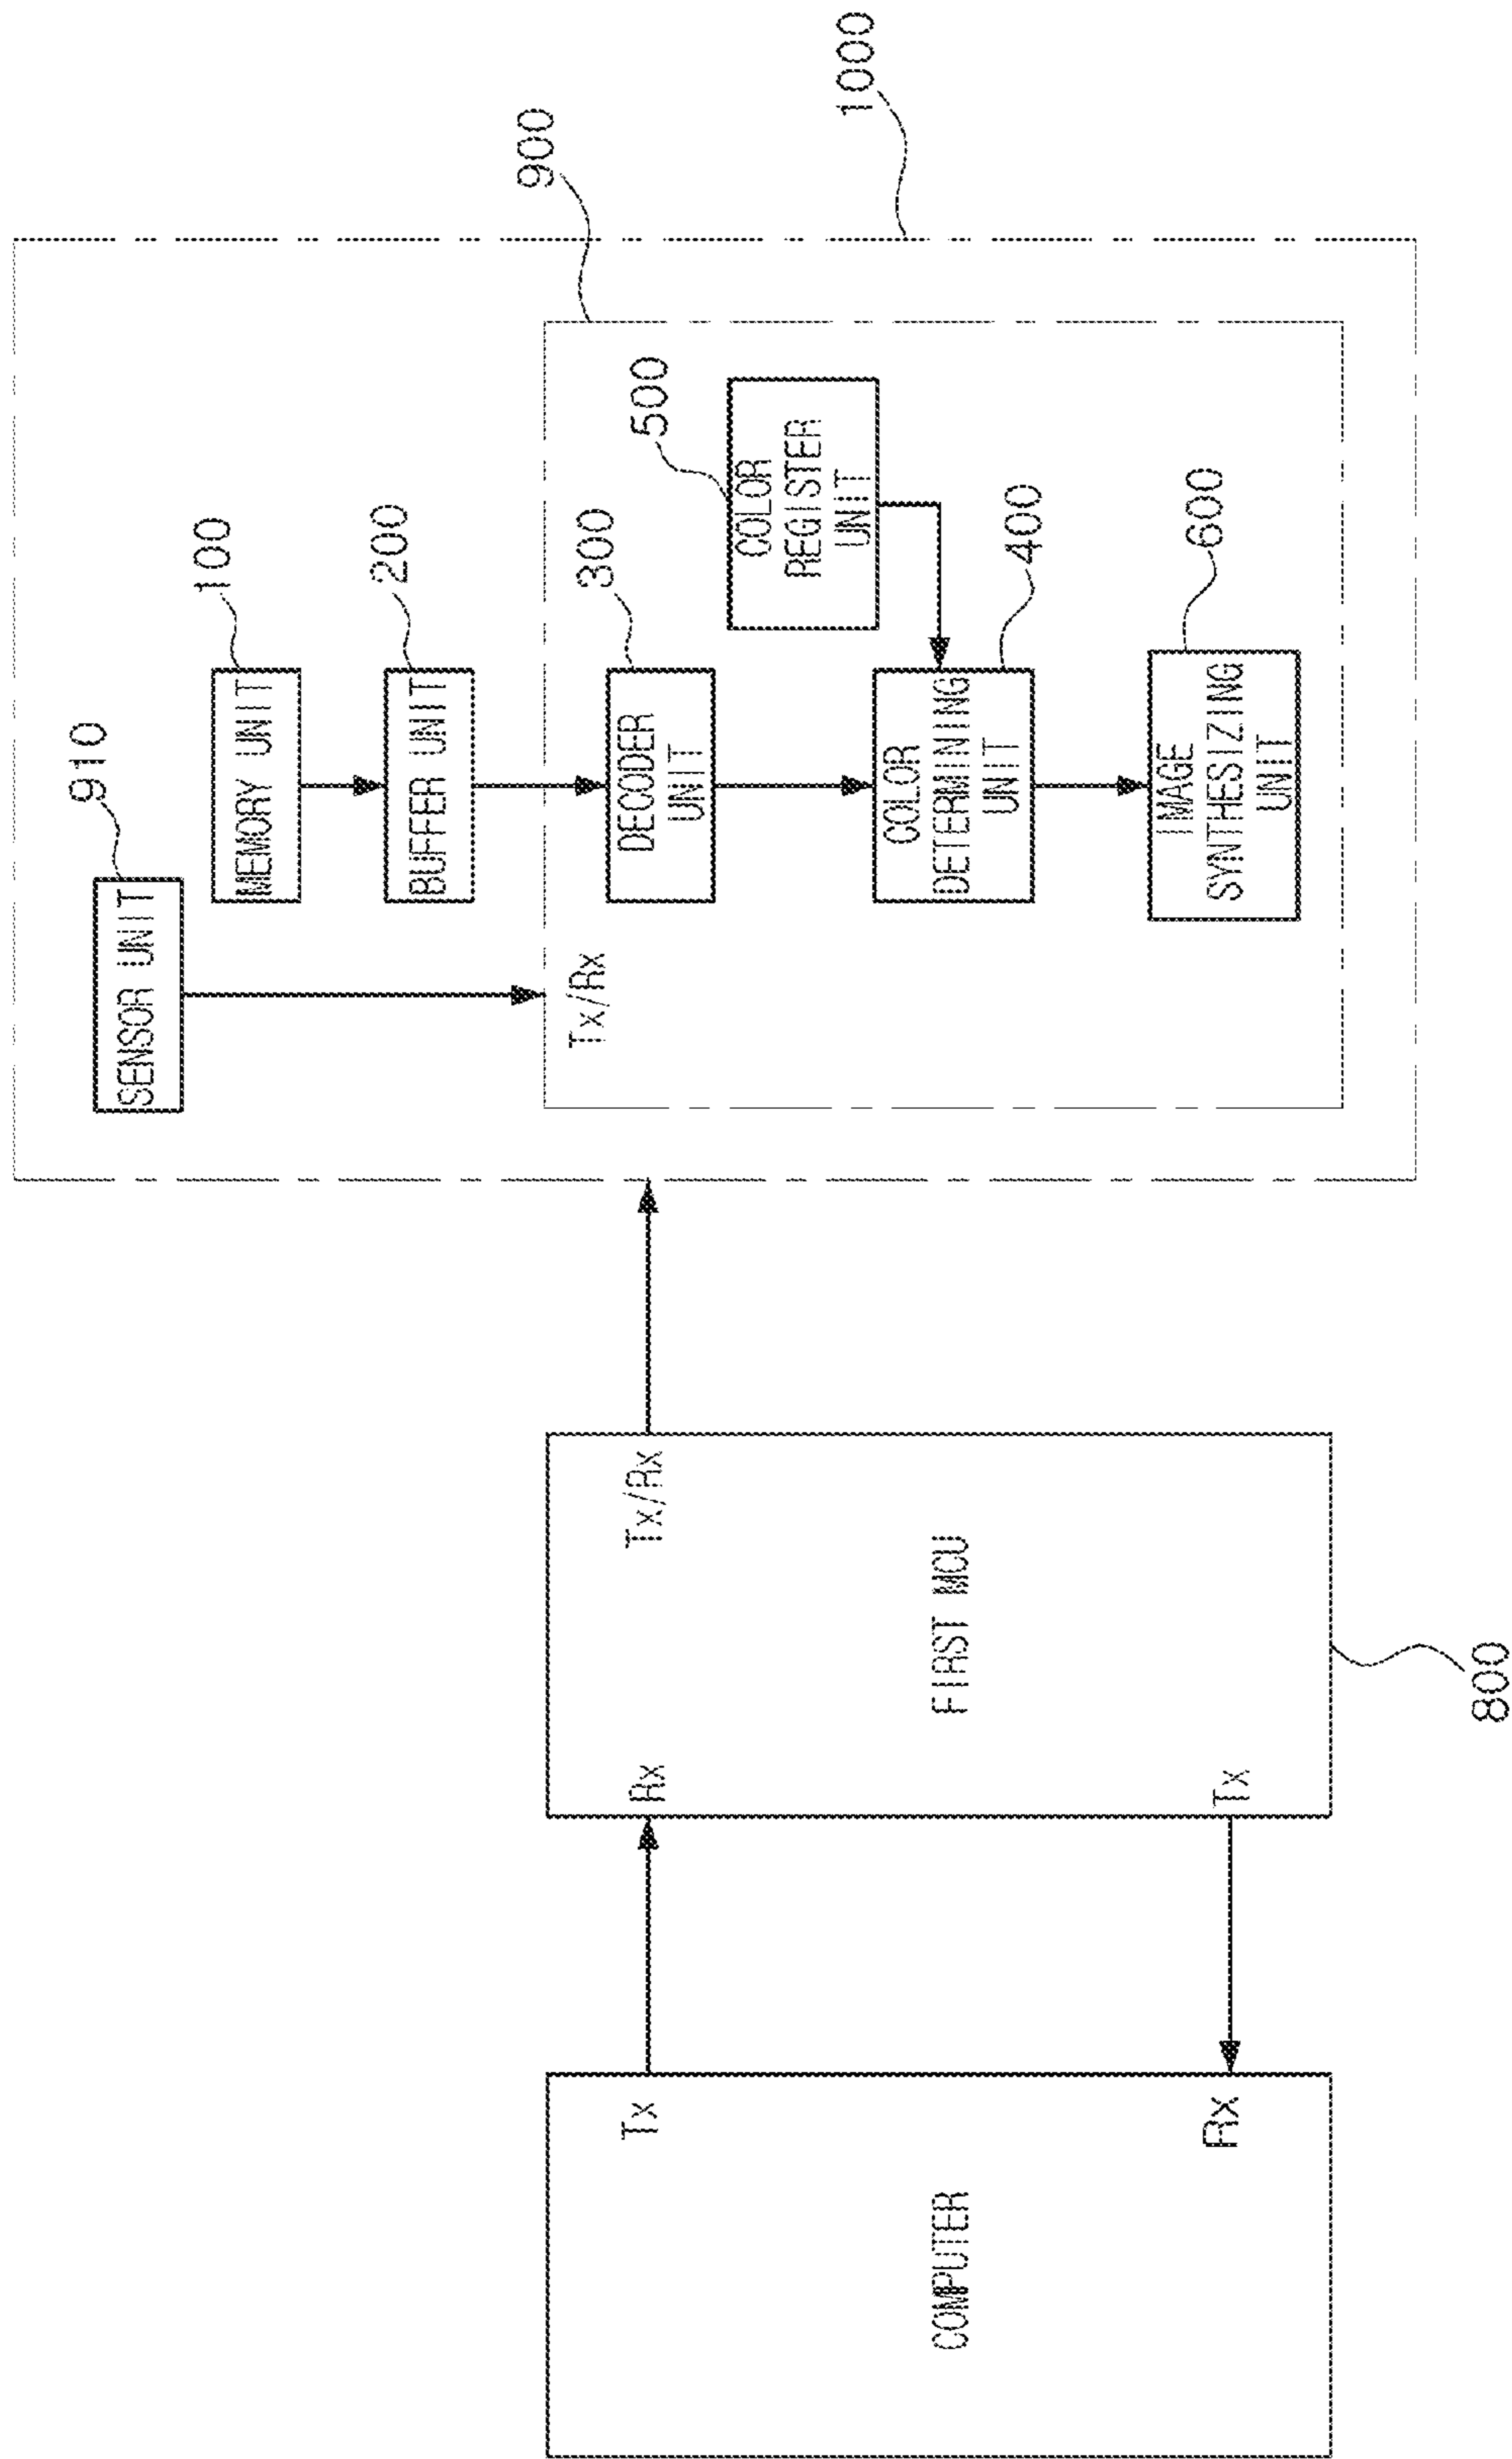 COMPUTER
Tx
Rx
Rx
Tx
FIRST MCU
Tx/Rx
800
SENSOR UNIT
910
MEMORY UNIT
100
BUFFER UNIT
200
Tx/Rx
DECODER
UNIT
300
COLOR
REGISTER
UNIT
500
COLOR
DETERMINING
UNIT
400
IMAGE
SYNTHESIZING
UNIT
600
900
1000